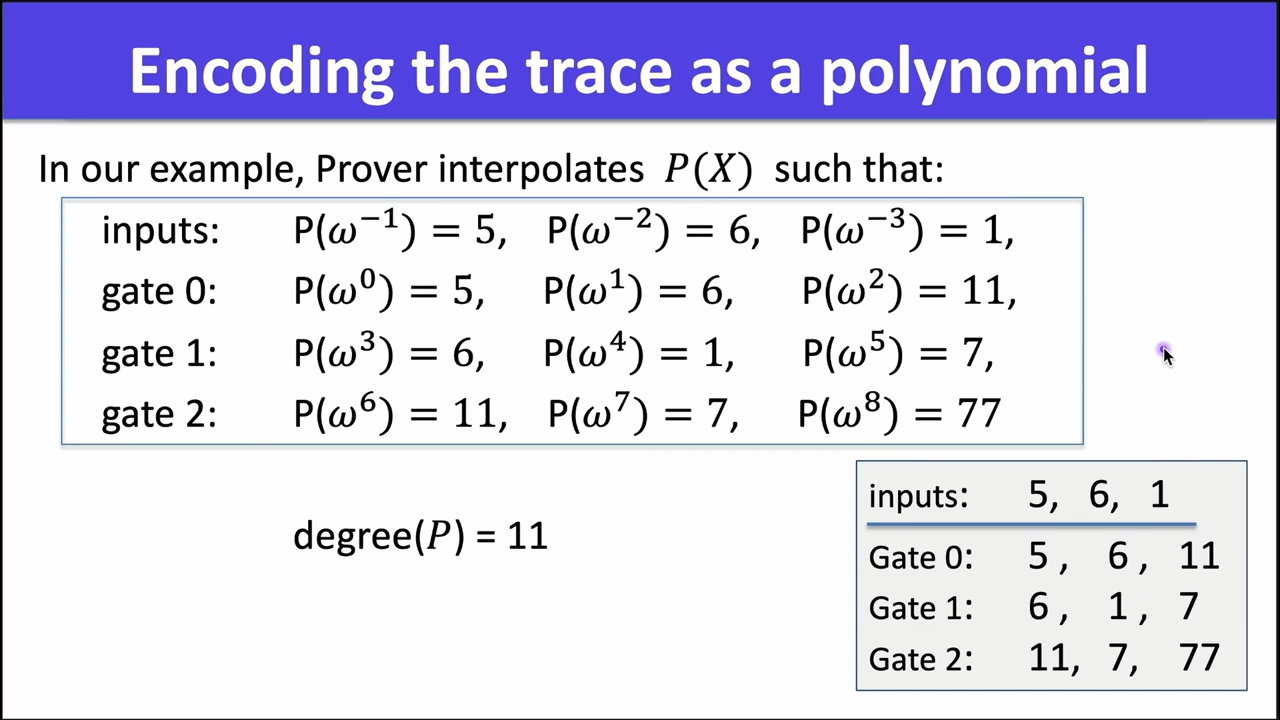 Encoding the trace as a polynomial
In our example, Prover interpolates P(X) such that:
inputs: P(ω⁻¹) = 5, P(ω⁻²) = 6, P(ω⁻³) = 1,
gate 0: P(ω⁰) = 5, P(ω¹) = 6, P(ω²) = 11,
gate 1: P(ω³) = 6, P(ω⁴) = 1, P(ω⁵) = 7,
gate 2: P(ω⁶) = 11, P(ω⁷) = 7, P(ω⁸) = 77
degree(P) = 11
inputs: 5, 6, 1
Gate 0: 5 , 6 , 11
Gate 1: 6 , 1 , 7
Gate 2: 11, 7, 77